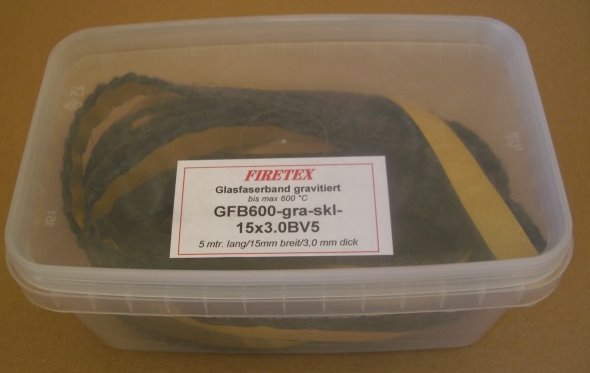 FIRETEX
Glasfaserband gravitiert
bis max 600 °C
GFB600-gra-skl-
15x3.0BV5
5 mtr. lang/15mm breit/3,0 mm dick